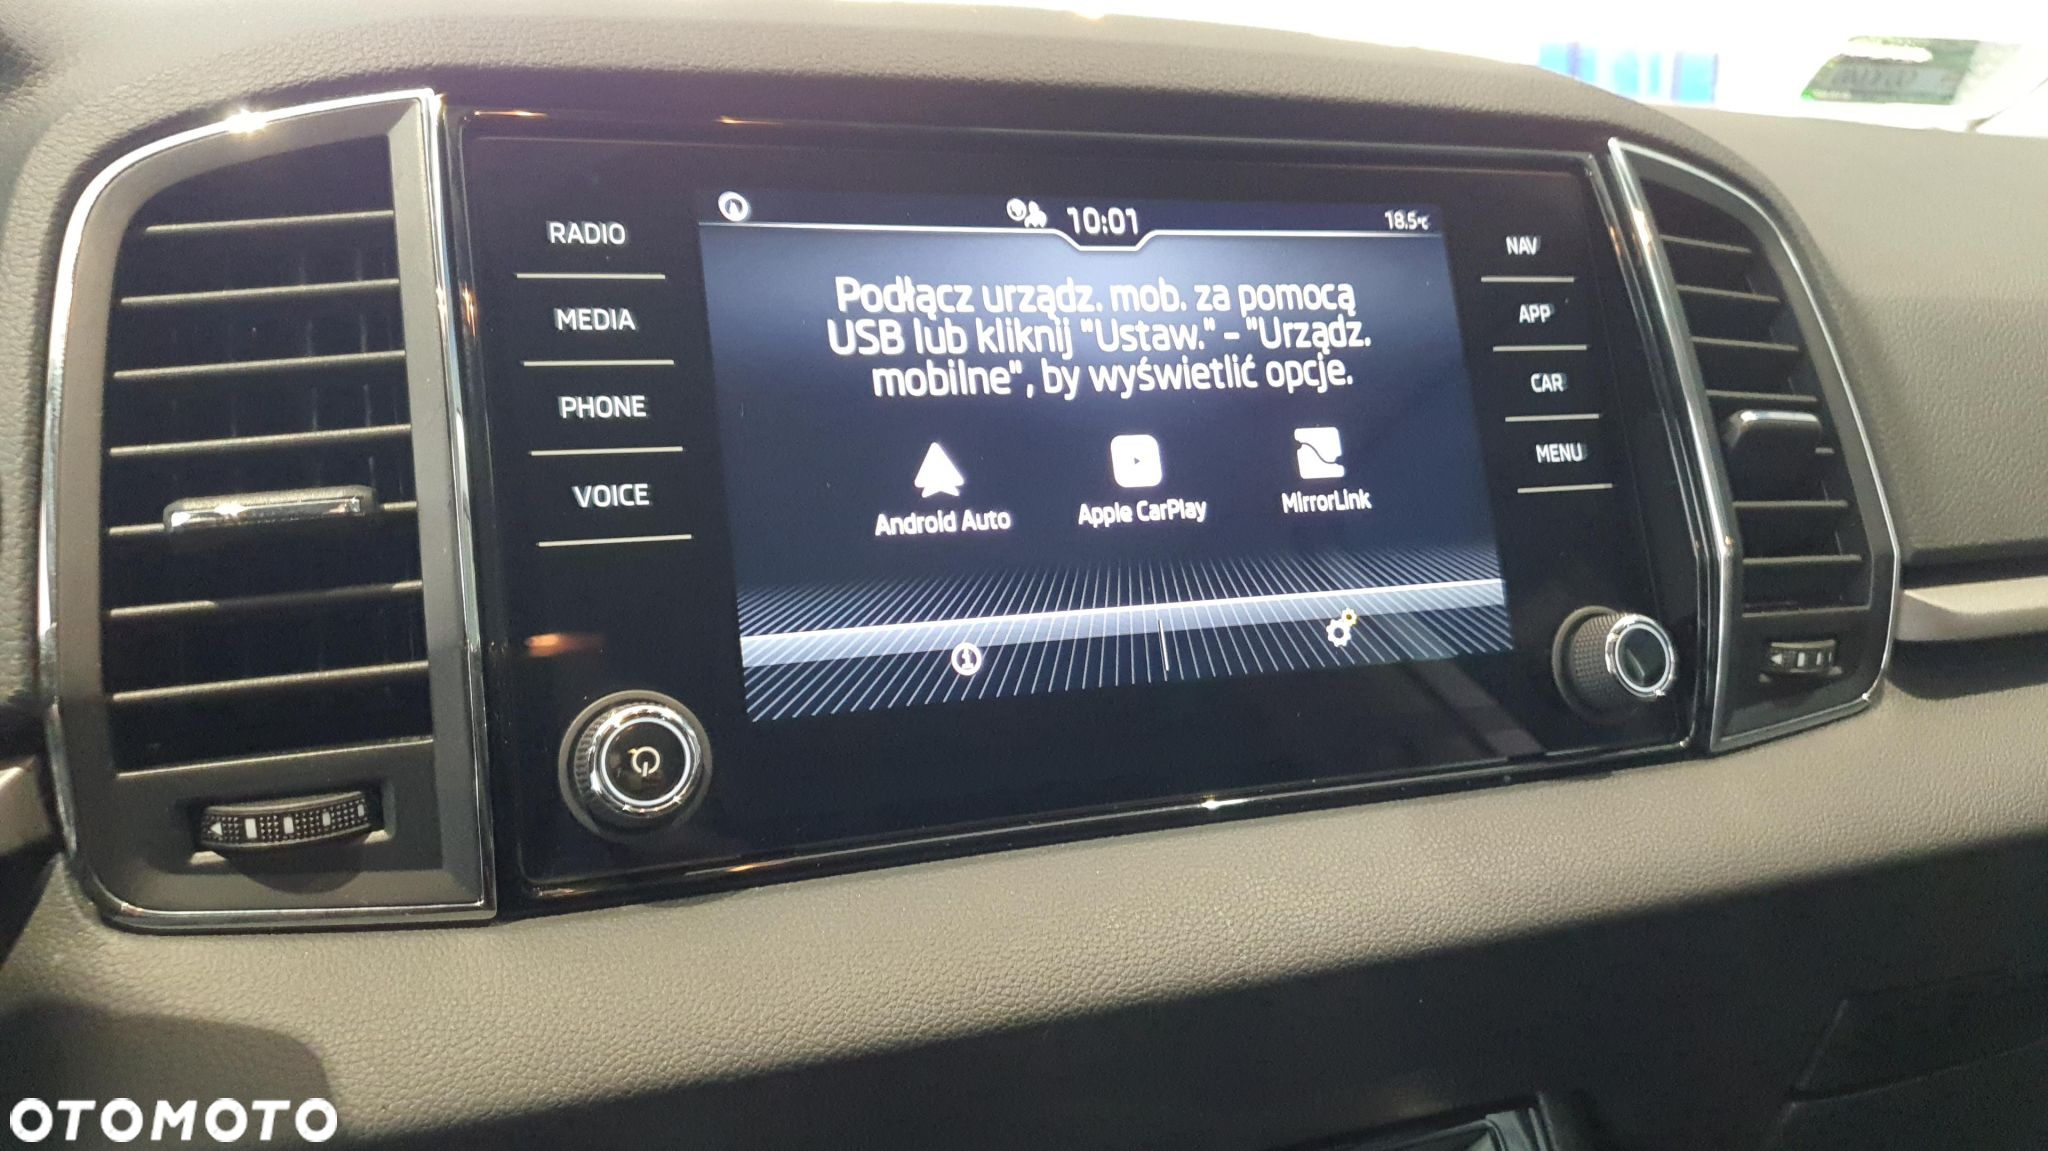 RADIO
MEDIA
PHONE
VOICE
10:01
18.5°C
Podłącz urządz. mob. za pomocą
USB lub kliknij "Ustaw." - "Urządz.
mobilne", by wyświetlić opcje.
Android Auto
Apple CarPlay
MirrorLink
NAV
APP
CAR
MENU
OTOMOTO